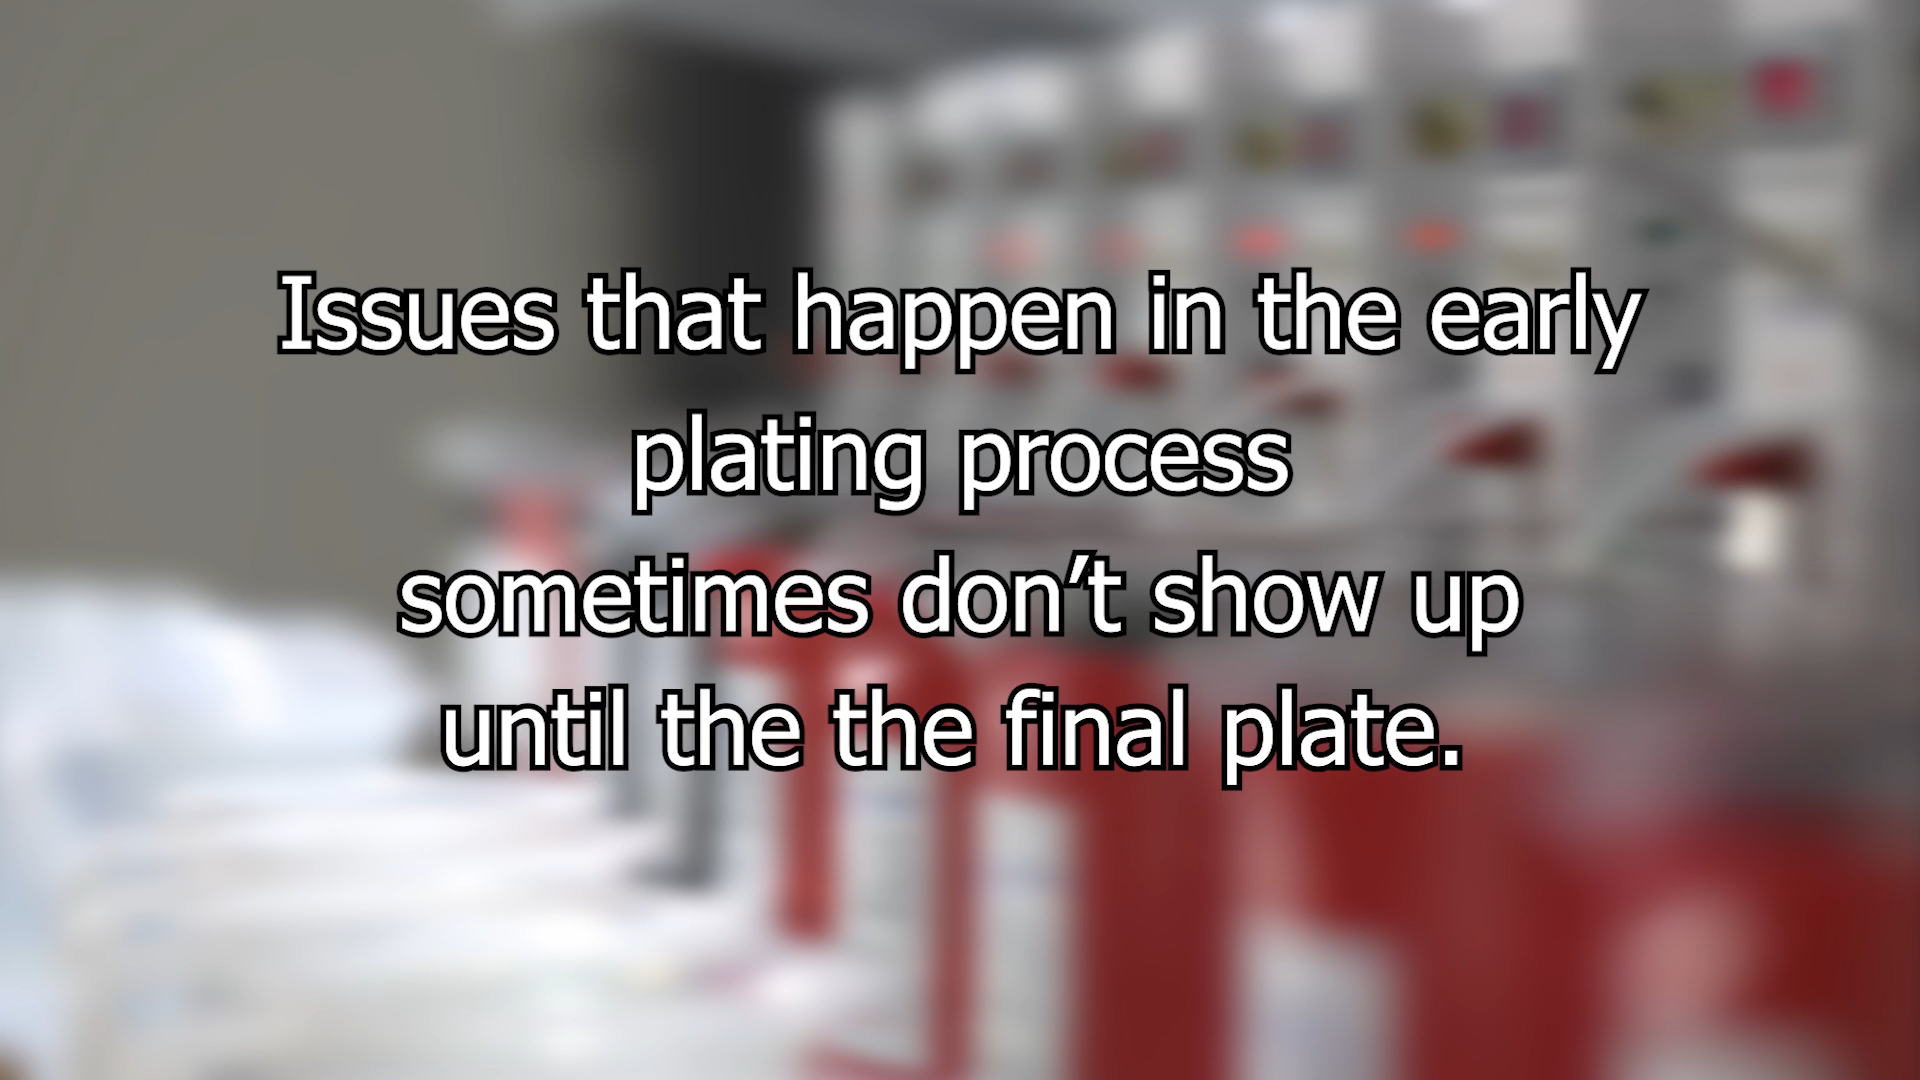 Issues that happen in the early
plating process
sometimes don’t show up
until the the final plate.